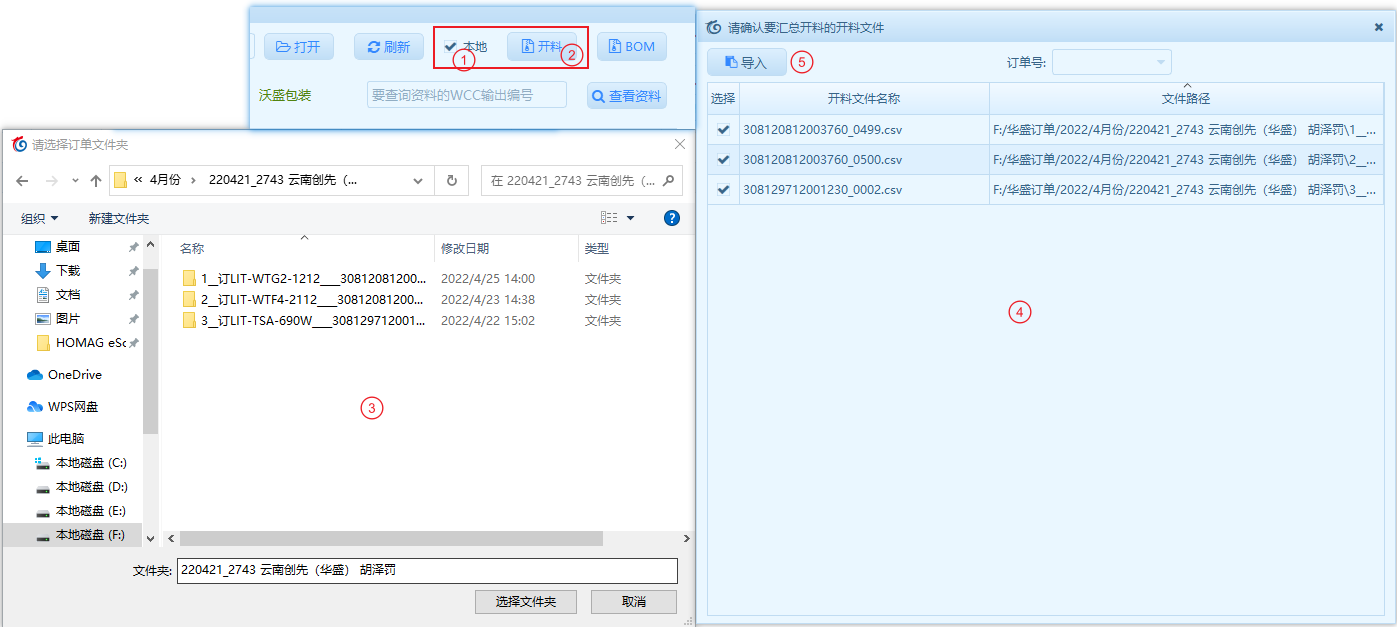 打开
刷新
本地
①
开料
②
BOM
沃盛包装
要查询资料的WCC输出编号
查看资料
请选择订单文件夹
« 4月份 › 220421_2743 云南创先（...
在 220421_2743 云南创先（...
组织
新建文件夹
桌面
下载
文档
图片
HOMAG eSc
OneDrive
WPS网盘
此电脑
本地磁盘 (C:)
本地磁盘 (D:)
本地磁盘 (E:)
本地磁盘 (F:)
名称 修改日期 类型
1__订LIT-WTG2-1212____30812081200... 2022/4/25 14:00 文件夹
2__订LIT-WTF4-2112____30812081200... 2022/4/23 14:38 文件夹
3__订LIT-TSA-690W____308129712001... 2022/4/22 15:02 文件夹
③
文件夹: 220421_2743 云南创先（华盛） 胡泽罚
选择文件夹
取消
请确认要汇总开料的开料文件
导入
⑤
订单号:
选择 开料文件名称 文件路径
308120812003760_0499.csv F:/华盛订单/2022/4月份/220421_2743 云南创先（华盛） 胡泽罚\1__...
308120812003760_0500.csv F:/华盛订单/2022/4月份/220421_2743 云南创先（华盛） 胡泽罚\2__...
308129712001230_0002.csv F:/华盛订单/2022/4月份/220421_2743 云南创先（华盛） 胡泽罚\3__...
④